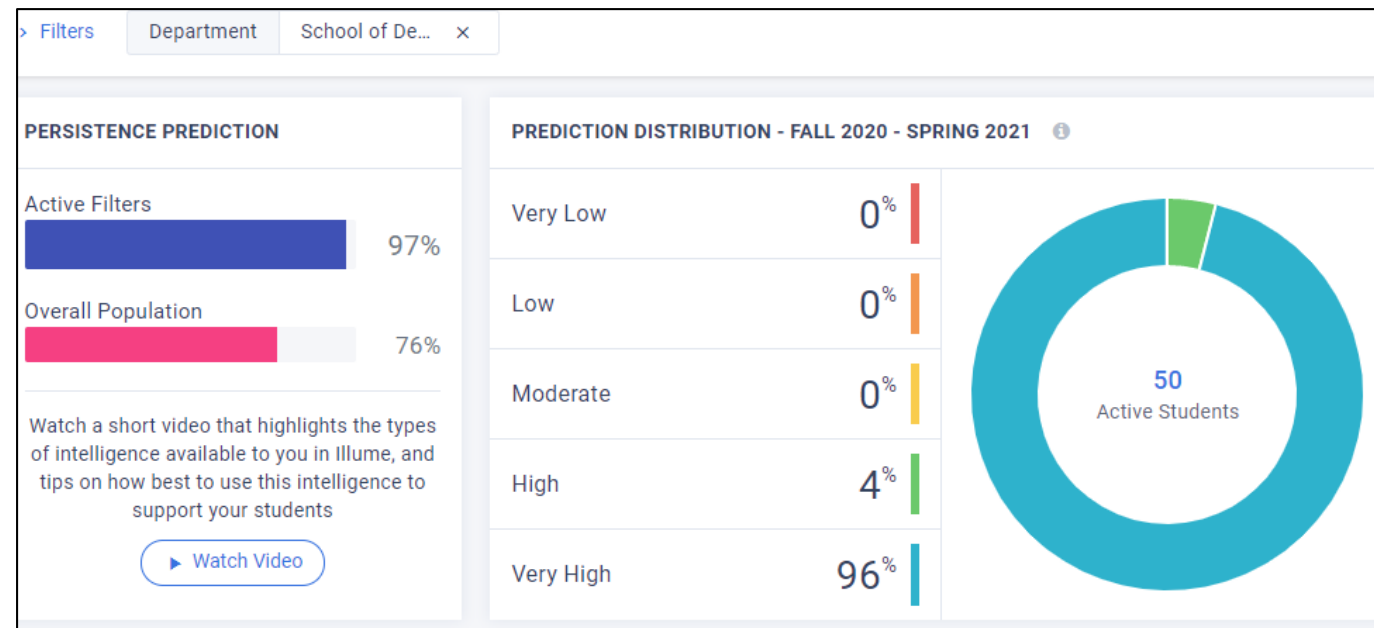 Filters Department School of De... ×
PERSISTENCE PREDICTION
Active Filters
97%
Overall Population
76%
Watch a short video that highlights the types
of intelligence available to you in Illume, and
tips on how best to use this intelligence to
support your students
Watch Video
PREDICTION DISTRIBUTION - FALL 2020 - SPRING 2021
Very Low 0%
Low 0%
Moderate 0%
High 4%
Very High 96%
50
Active Students